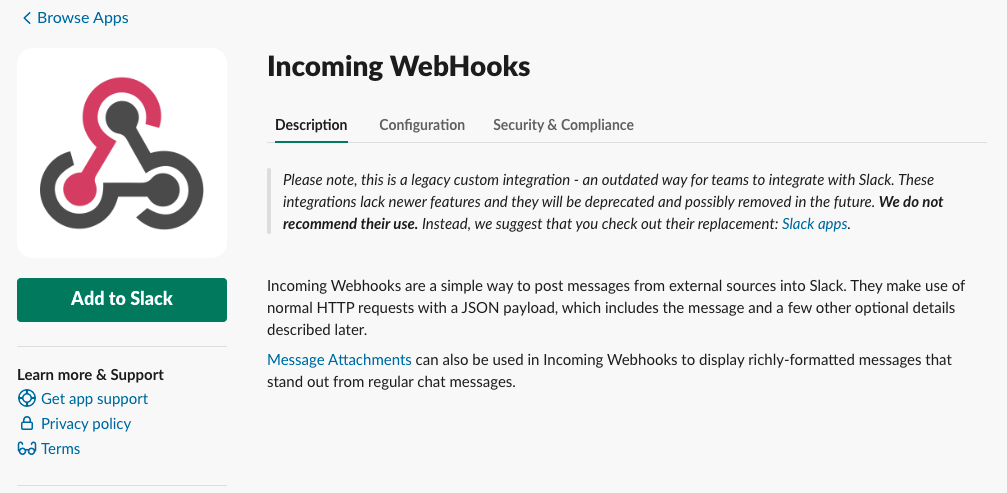 Browse Apps
Incoming WebHooks
Description Configuration Security & Compliance
Please note, this is a legacy custom integration - an outdated way for teams to integrate with Slack. These
integrations lack newer features and they will be deprecated and possibly removed in the future. We do not
recommend their use. Instead, we suggest that you check out their replacement: Slack apps.
Add to Slack
Incoming Webhooks are a simple way to post messages from external sources into Slack. They make use of
normal HTTP requests with a JSON payload, which includes the message and a few other optional details
described later.
Message Attachments can also be used in Incoming Webhooks to display richly-formatted messages that
stand out from regular chat messages.
Learn more & Support
Get app support
Privacy policy
Terms